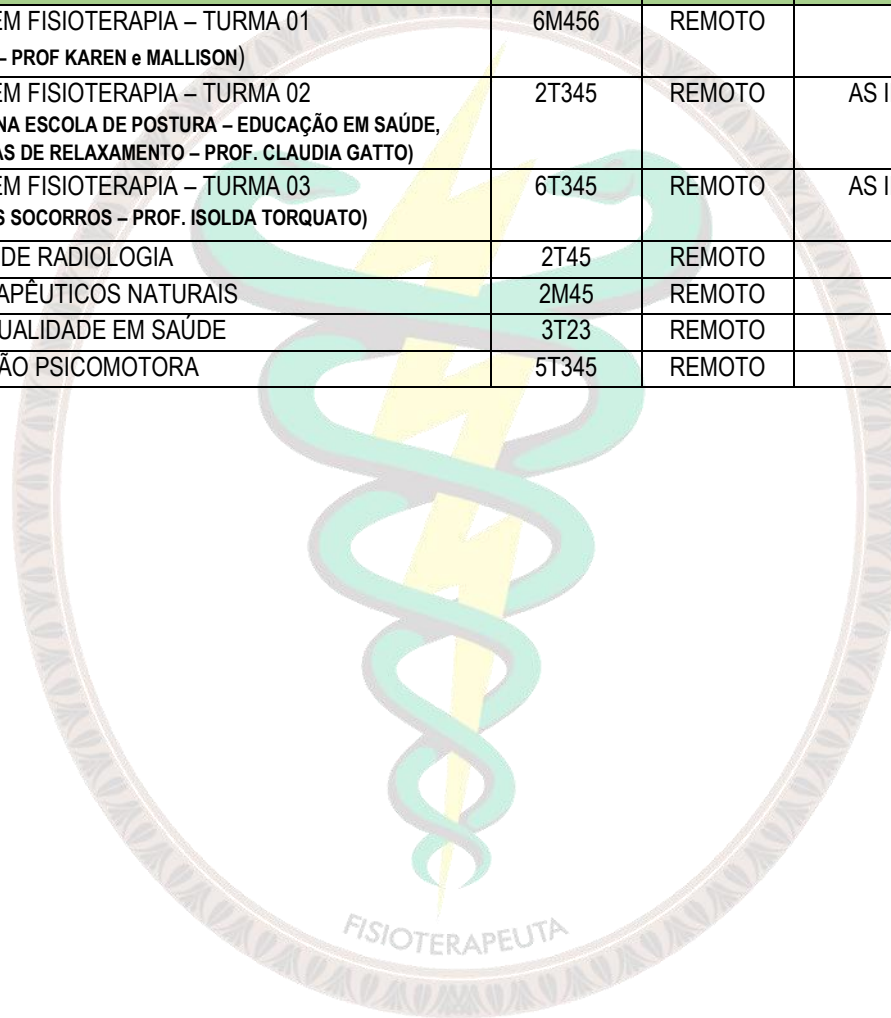 EM FISIOTERAPIA – TURMA 01 6M456 REMOTO
– PROF KAREN e MALLISON)
EM FISIOTERAPIA – TURMA 02 2T345 REMOTO AS I
NA ESCOLA DE POSTURA – EDUCAÇÃO EM SAÚDE,
AS DE RELAXAMENTO – PROF. CLAUDIA GATTO)
EM FISIOTERAPIA – TURMA 03 6T345 REMOTO AS I
S SOCORROS – PROF. ISOLDA TORQUATO)
DE RADIOLOGIA 2T45 REMOTO
APÊUTICOS NATURAIS 2M45 REMOTO
UALIDADE EM SAÚDE 3T23 REMOTO
ÃO PSICOMOTORA 5T345 REMOTO
FISIOTERAPEUTA